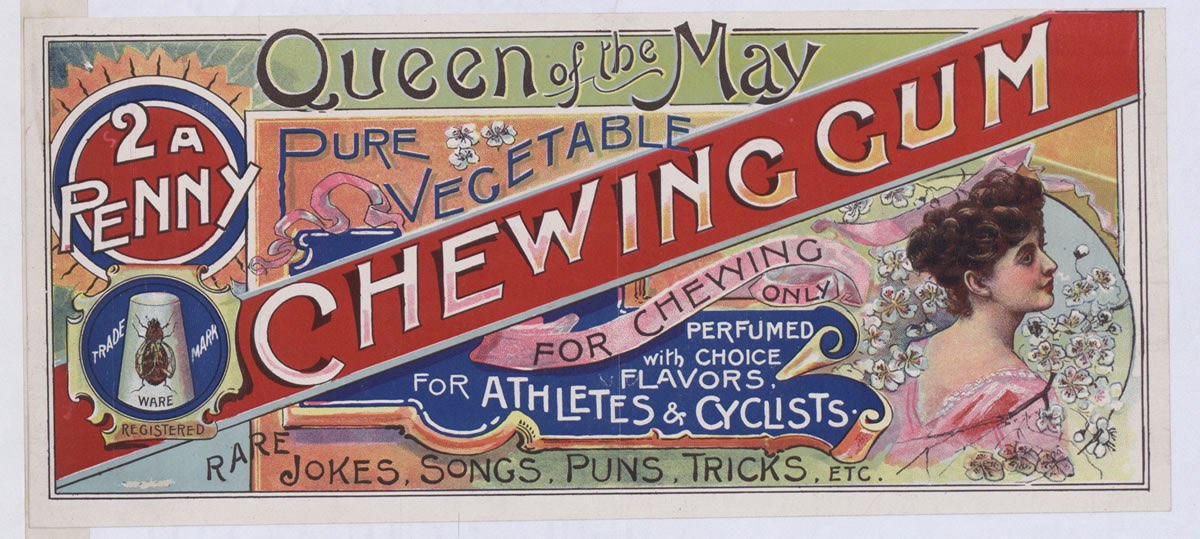 Queen of the May
2 A
PENNY
PURE
VEGETABLE
CHEWING GUM
FOR CHEWING
ONLY
PERFUMED
with CHOICE
FLAVORS,
FOR ATHLETES & CYCLISTS.
TRADE MARK
WARE
REGISTERED
RARE
JOKES, SONGS, PUNS, TRICKS, ETC.